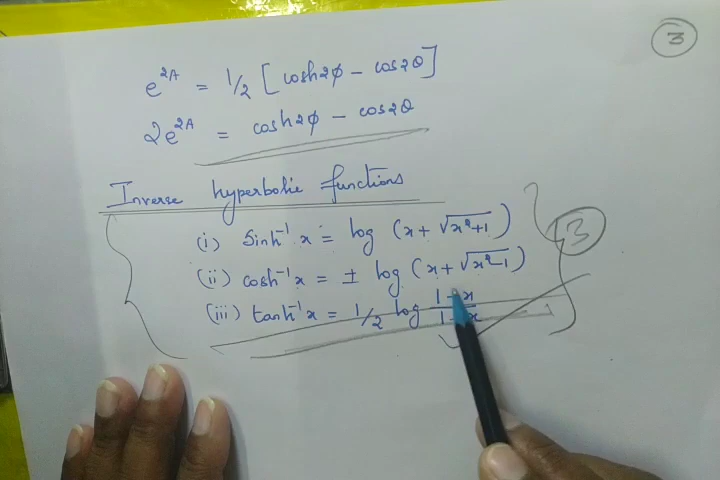 3
e^2A = 1/2 [cosh2φ - cos2θ]
2e^2A = cosh2φ - cos2θ
Inverse hyperbolic functions
(i) Sinh⁻¹ x = log (x + √x²+1)
3
(ii) cosh⁻¹x = ± log (x + √x²-1)
(iii) tanh⁻¹x = 1/2 log